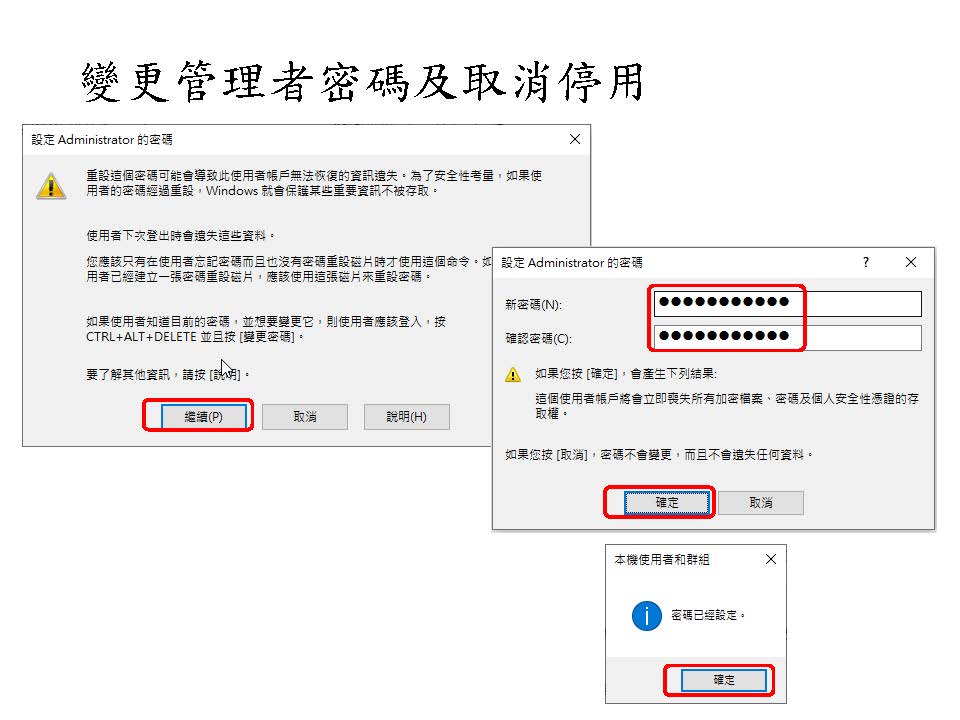 變更管理者密碼及取消停用
設定 Administrator 的密碼
重設這個密碼可能會導致此使用者帳戶無法恢復的資訊遺失。為了安全性考量，如果使
用者的密碼經過重設，Windows 就會保護某些重要資訊不被存取。
使用者下次登出時會遺失這些資料。
您應該只有在使用者忘記密碼而且也沒有密碼重設磁片時才使用這個命令。如
用者已經建立一張密碼重設磁片，應該使用這張磁片來重設密碼。
如果使用者知道目前的密碼，並想要變更它，則使用者應該登入，按
CTRL+ALT+DELETE 並且按 [變更密碼]。
要了解其他資訊，請按 [說明]。
繼續(P)
取消
說明(H)
設定 Administrator 的密碼
?
新密碼(N):
●●●●●●●●●●●
確認密碼(C):
●●●●●●●●●●●
如果您按 [確定]，會產生下列結果:
這個使用者帳戶將會立即喪失所有加密檔案、密碼及個人安全性憑證的存
取權。
如果您按 [取消]，密碼不會變更，而且不會遺失任何資料。
確定
取消
本機使用者和群組
密碼已經設定。
確定